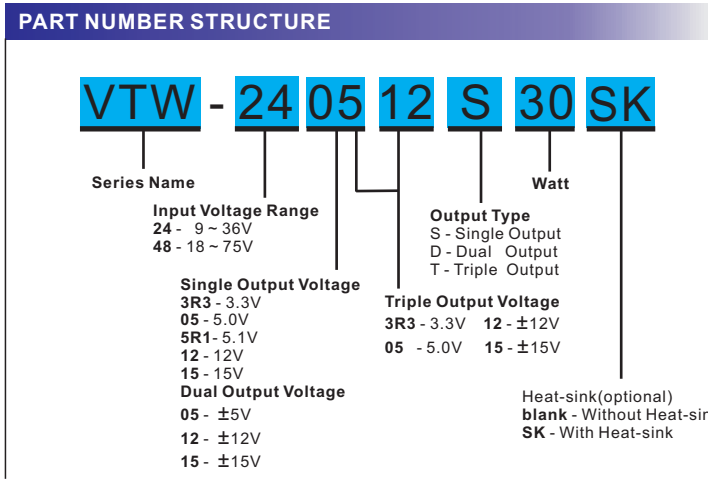 PART NUMBER STRUCTURE
VTW - 24 05 12 S 30 SK
Series Name
Watt
Input Voltage Range
24 - 9 ~ 36V
48 - 18 ~ 75V
Output Type
S - Single Output
D - Dual Output
T - Triple Output
Single Output Voltage
3R3 - 3.3V
05 - 5.0V
5R1- 5.1V
12 - 12V
15 - 15V
Triple Output Voltage
3R3 - 3.3V 12 - ±12V
05 - 5.0V 15 - ±15V
Dual Output Voltage
05 - ±5V
12 - ±12V
15 - ±15V
Heat-sink(optional)
blank - Without
SK - With Heat-sink